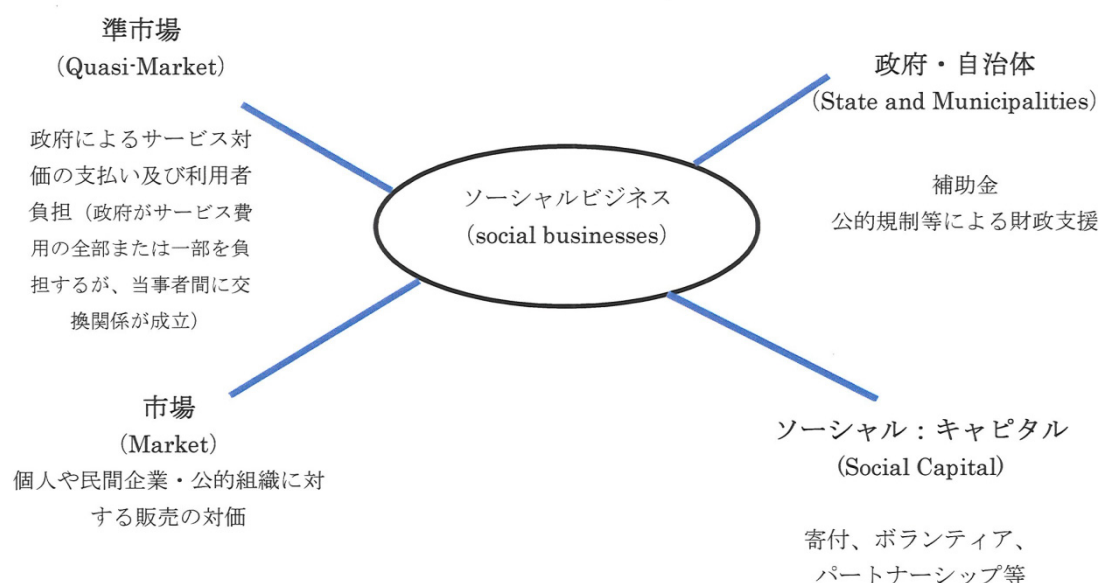 準市場
(Quasi-Market)
政府によるサービス対
価の支払い及び利用者
負担（政府がサービス費
用の全部または一部を負
担するが、当事者間に交
換関係が成立）
政府・自治体
(State and Municipalities)
補助金
公的規制等による財政支援
ソーシャルビジネス
(social businesses)
市場
(Market)
個人や民間企業・公的組織に対
する販売の対価
ソーシャル：キャピタル
(Social Capital)
寄付、ボランティア、
パートナーシップ等